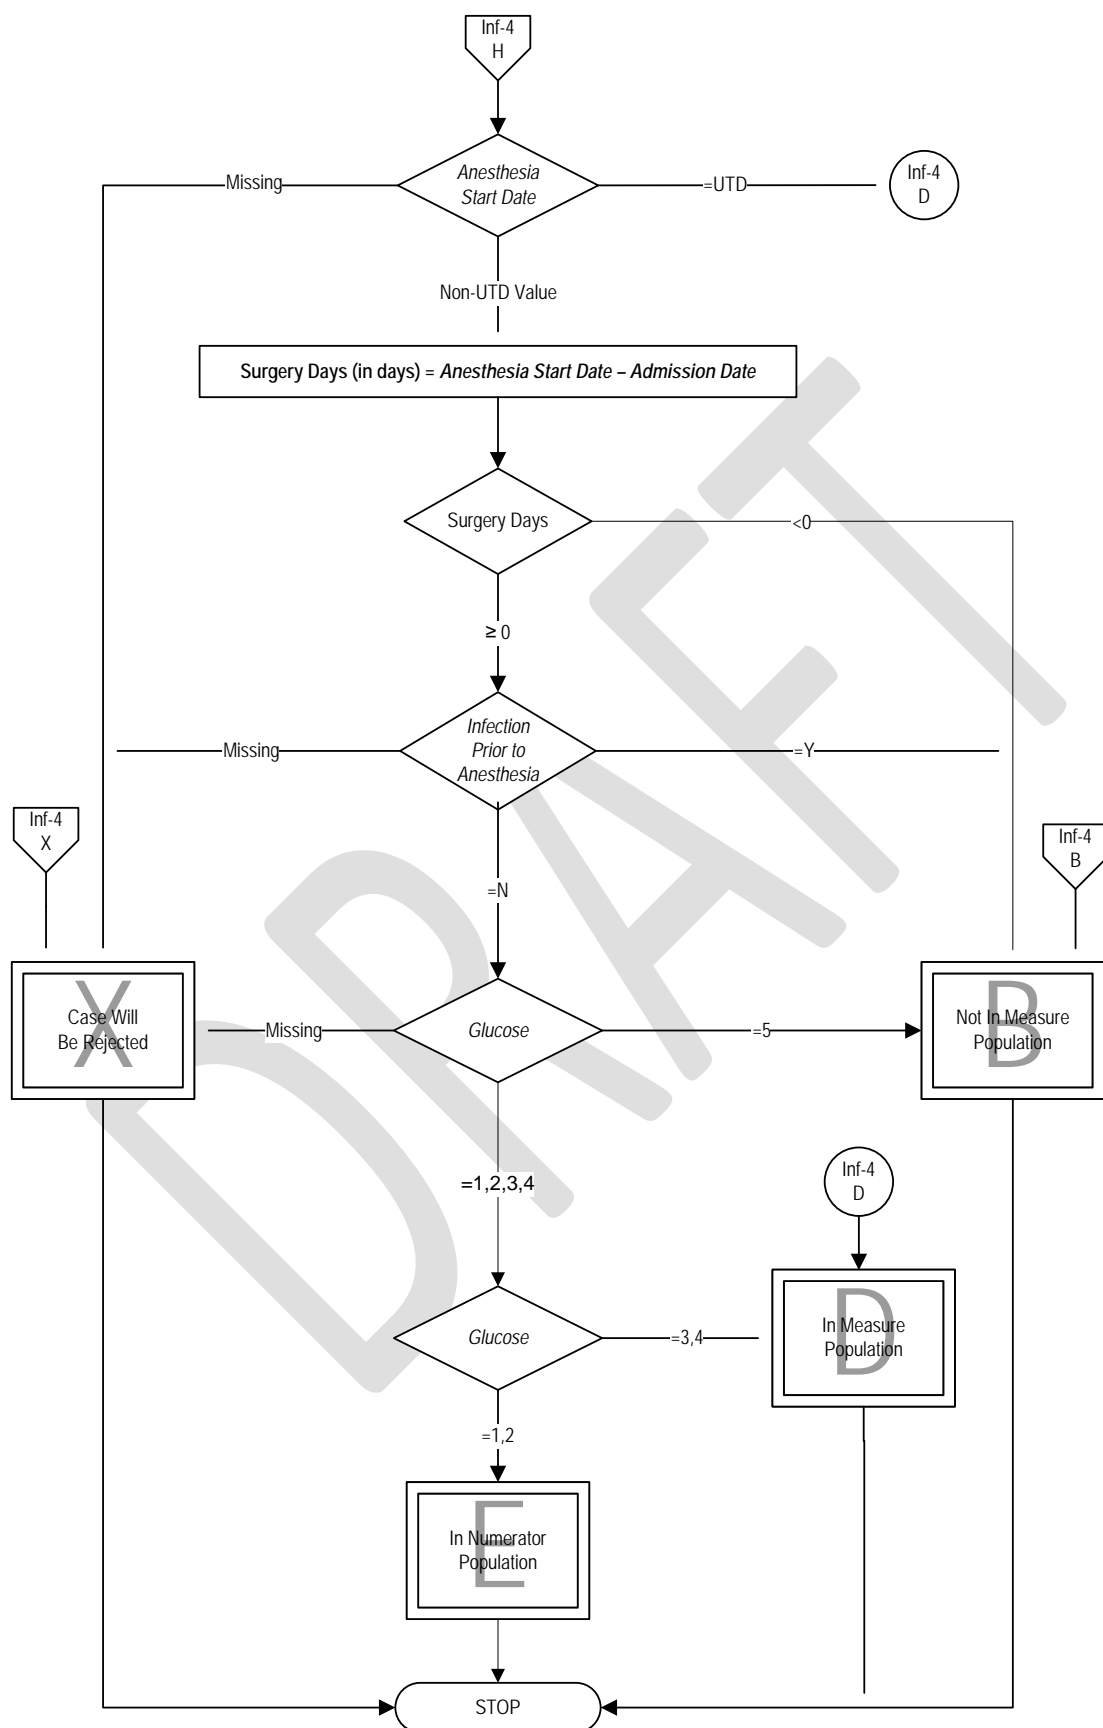 Inf-4
H
Missing
Anesthesia
Start Date
=UTD
Inf-4
D
Non-UTD Value
Surgery Days (in days) = Anesthesia Start Date – Admission Date
Surgery Days
<0
≥ 0
Missing
Infection
Prior to
Anesthesia
=Y
Inf-4
X
Inf-4
B
=N
X
Case Will
Be Rejected
Missing
Glucose
=5
B
Not In Measure
Population
=1,2,3,4
Inf-4
D
Glucose
=3,4
D
In Measure
Population
=1,2
E
In Numerator
Population
STOP
DRAFT